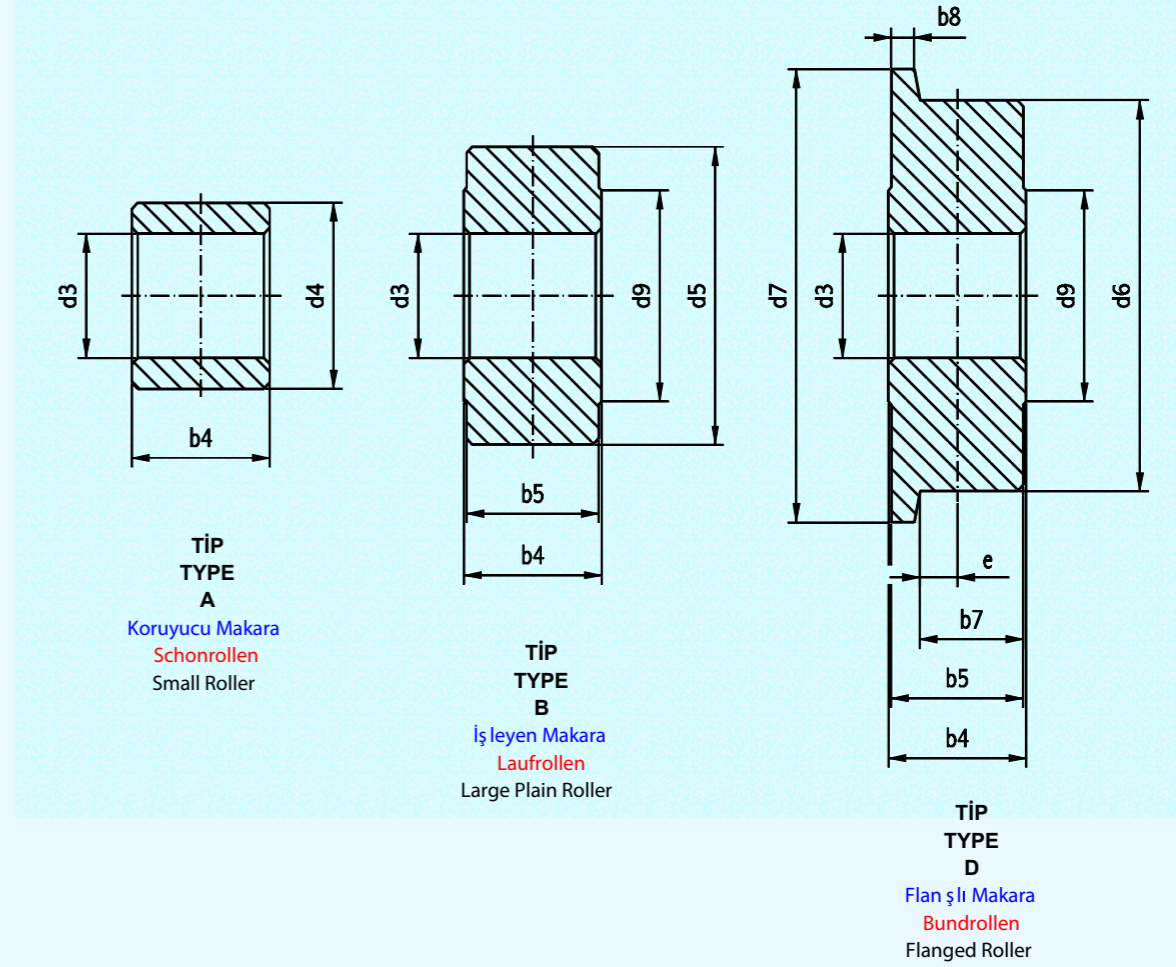 b8
d3
d4
b4
TİP
TYPE
A
Koruyucu Makara
Schonrollen
Small Roller
d3
d9
d5
b5
b4
TİP
TYPE
B
İş leyen Makara
Laufrollen
Large Plain Roller
d7
d3
d9
d6
e
b7
b5
b4
TİP
TYPE
D
Flan şlı Makara
Bundrollen
Flanged Roller